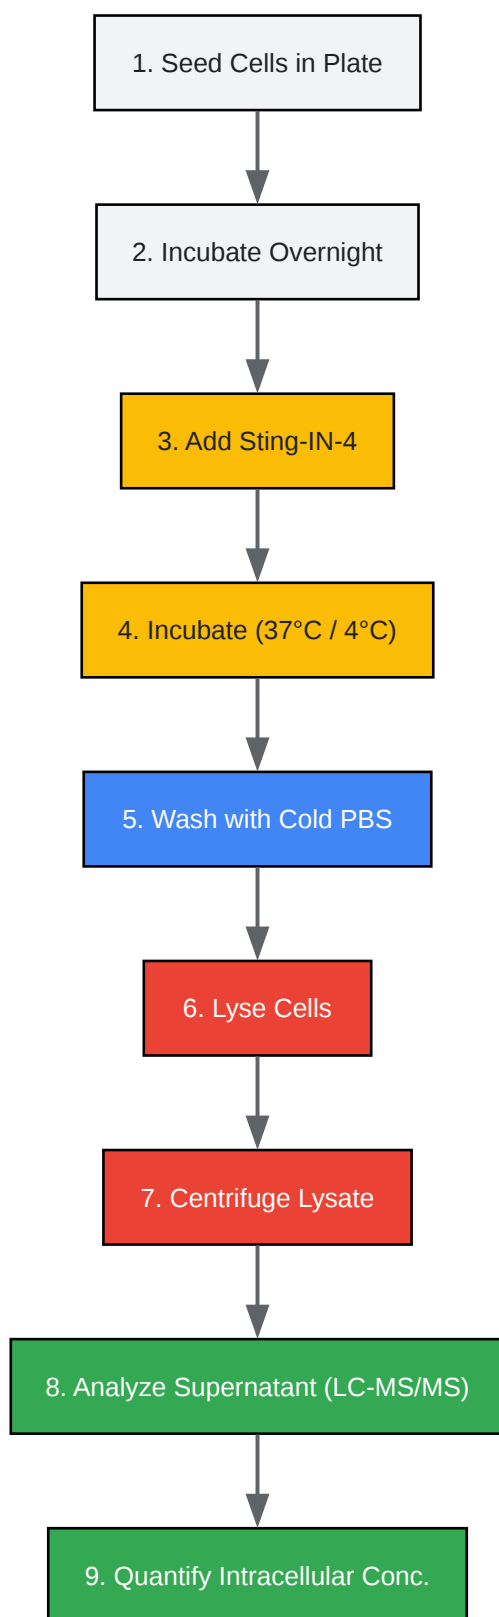 1. Seed Cells in Plate
2. Incubate Overnight
3. Add Sting-IN-4
4. Incubate (37°C / 4°C)
5. Wash with Cold PBS
6. Lyse Cells
7. Centrifuge Lysate
8. Analyze Supernatant (LC-MS/MS)
9. Quantify Intracellular Conc.